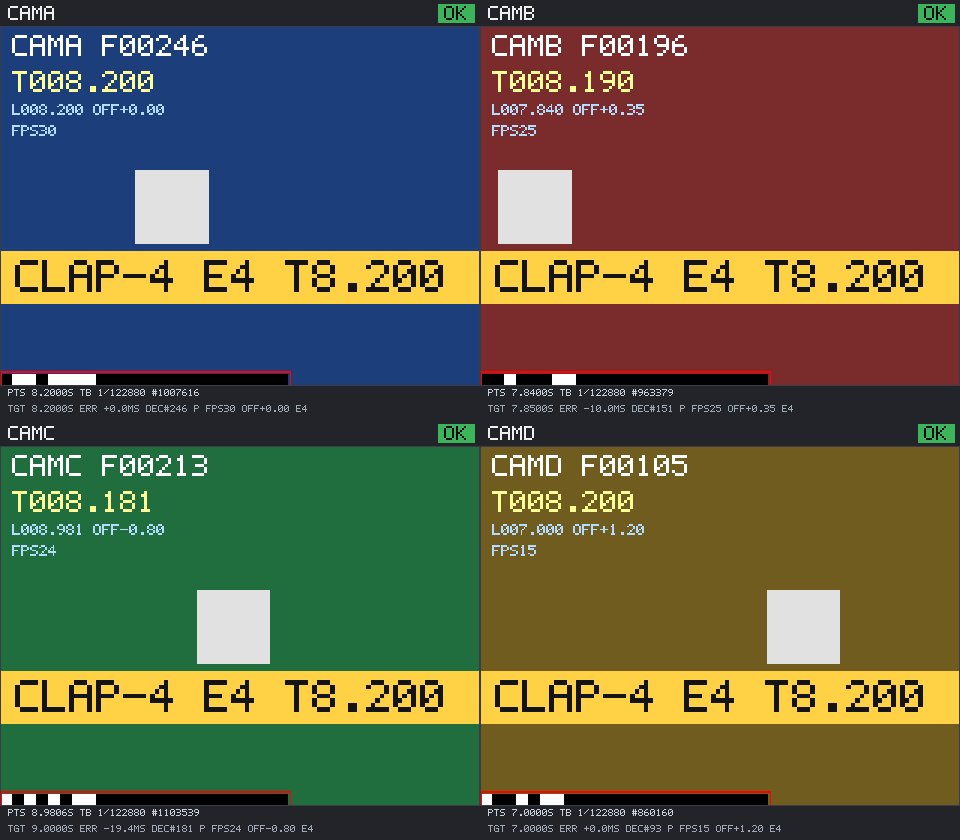 CAMA OK
CAMA F00246
T008.200
L008.200 OFF+0.00
FPS30
CLAP-4 E4 T8.200
PTS 8.2000S TB 1/122880 #1007616
TGT 8.2000S ERR +0.0MS DEC#246 P FPS30 OFF+0.00 E4
CAMB OK
CAMB F00196
T008.190
L007.840 OFF+0.35
FPS25
CLAP-4 E4 T8.200
PTS 7.8400S TB 1/122880 #963379
TGT 7.8500S ERR -10.0MS DEC#151 P FPS25 OFF+0.35 E4
CAMC OK
CAMC F00213
T008.181
L008.981 OFF-0.80
FPS24
CLAP-4 E4 T8.200
PTS 8.9806S TB 1/122880 #1103539
TGT 9.0000S ERR -19.4MS DEC#181 P FPS24 OFF-0.80 E4
CAMD OK
CAMD F00105
T008.200
L007.000 OFF+1.20
FPS15
CLAP-4 E4 T8.200
PTS 7.0000S TB 1/122880 #860160
TGT 7.0000S ERR +0.0MS DEC#93 P FPS15 OFF+1.20 E4